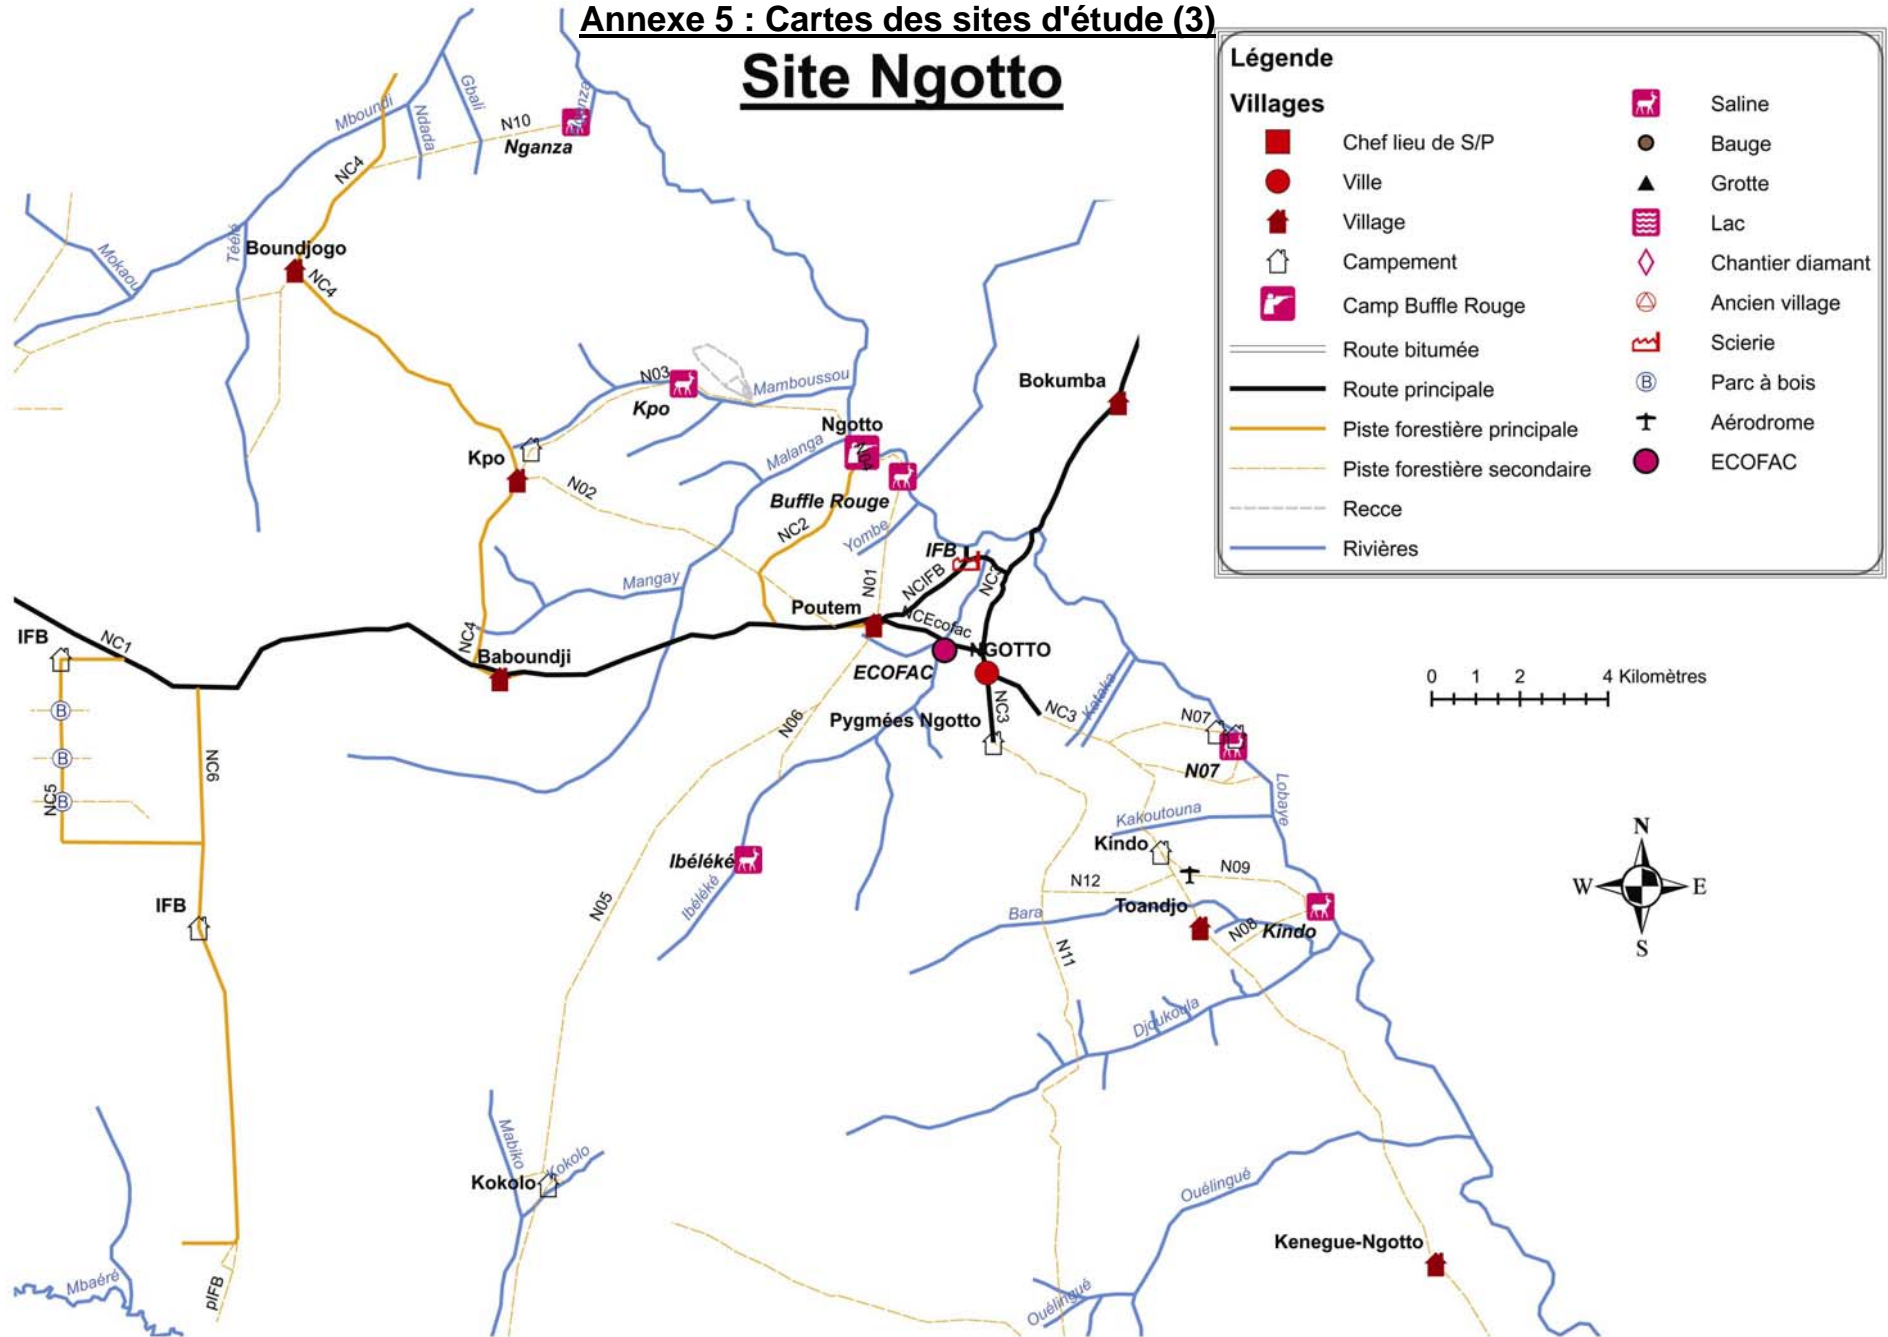 Annexe 5 : Cartes des sites d'étude (3)
Site Ngotto
Légende
Villages
Chef lieu de S/P
Ville
Village
Campement
Camp Buffle Rouge
Route bitumée
Route principale
Piste forestière principale
Piste forestière secondaire
Recce
Rivières
Saline
Bauge
Grotte
Lac
Chantier diamant
Ancien village
Scierie
Parc à bois
Aérodrome
ECOFAC
Mboundi
Ndada
Gbali
N10
Nganza
NC4
Mokaou
Tééré
Boundjogo
NC4
N03
Kpo
Mamboussou
Bokumba
Ngotto
N04
Malanga
Kpo
N02
Buffle Rouge
NC2
Yombe
IFB
NCIFB
NC3
N01
Mangay
Poutem
NCEcofac
NGOTTO
IFB
NC1
NC4
Baboundji
ECOFAC
0 1 2 4 Kilomètres
Kataka
NC3
NC3
N07
Pygmées Ngotto
N06
B
B
B
NC5
NC6
N07
Lobaye
Kakoutouna
Kindo
N09
N12
Ibéléké
Ibéléké
N05
IFB
Toandjo
Bara
N08
Kindo
N11
N
W
E
S
Djoukoula
Mabiko
Kokolo
Kokolo
Ouélingué
Kenegue-Ngotto
Mbaéré
pIFB
Ouélingué